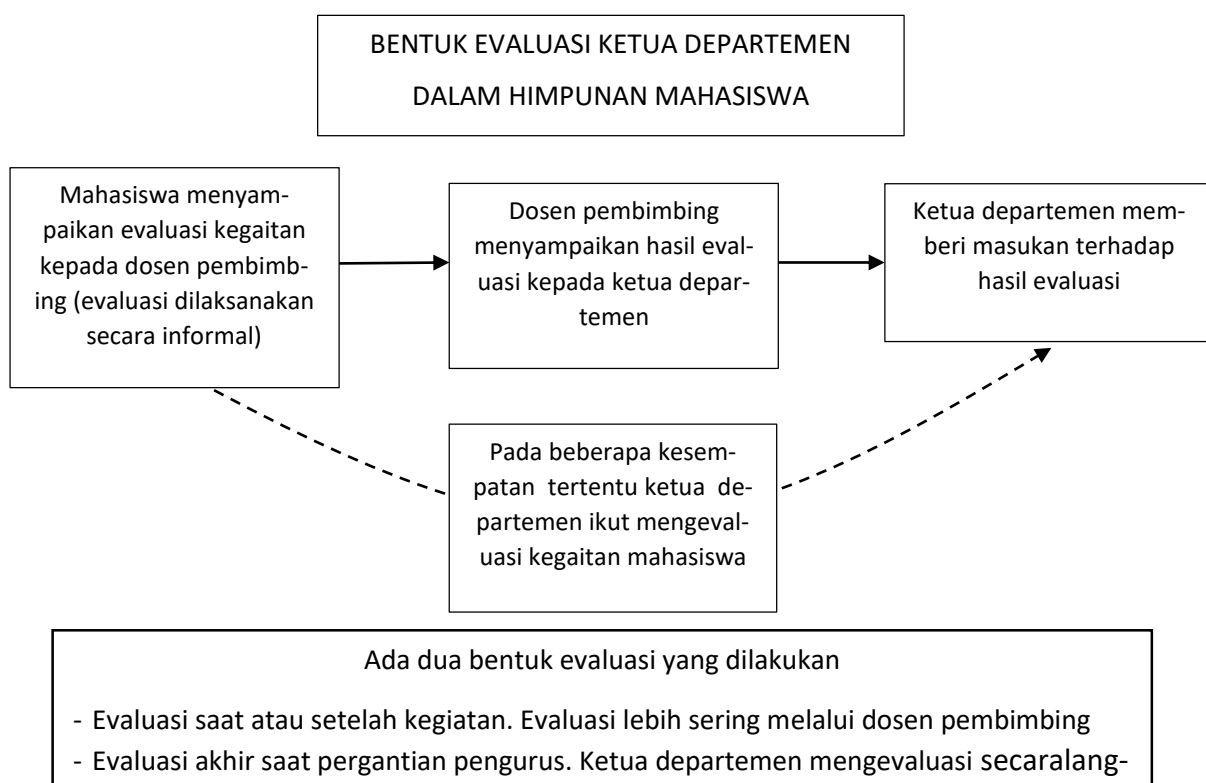 BENTUK EVALUASI KETUA DEPARTEMEN
DALAM HIMPUNAN MAHASISWA
Mahasiswa menyam-
paikan evaluasi kegaitan
kepada dosen pembimb-
ing (evaluasi dilaksanakan
secara informal)
Dosen pembimbing
menyampaikan hasil eval-
uasi kepada ketua depar-
temen
Ketua departemen mem-
beri masukan terhadap
hasil evaluasi
Pada beberapa kesem-
patan tertentu ketua de-
partemen ikut mengeval-
uasi kegaitan mahasiswa
Ada dua bentuk evaluasi yang dilakukan
- Evaluasi saat atau setelah kegiatan. Evaluasi lebih sering melalui dosen pembimbing
- Evaluasi akhir saat pergantian pengurus. Ketua departemen mengevaluasi secaralang-